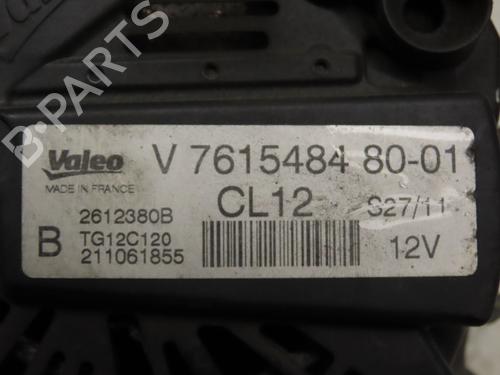 B-PARTS
Valeo
V 7615484 80-01
MADE IN FRANCE
CL12
S27/11
2612380B
B
TG12C120
211061855
12V